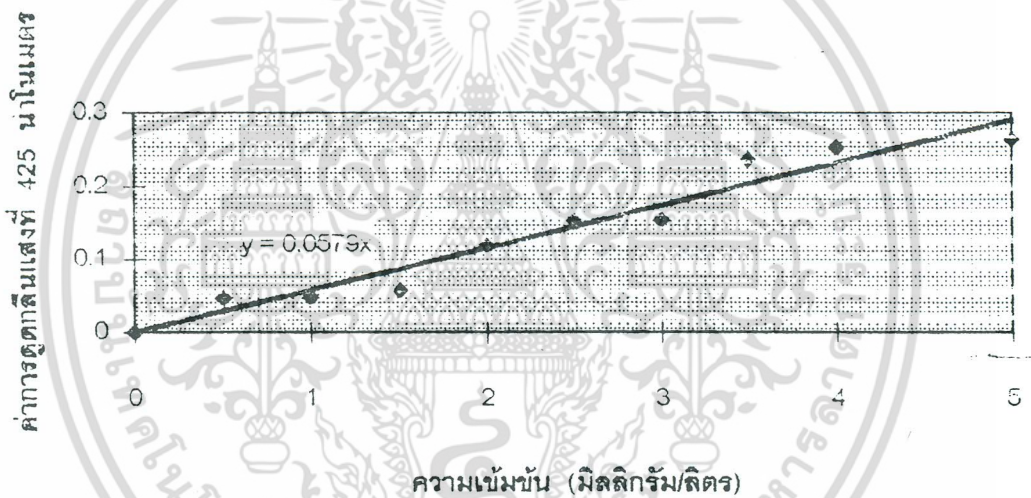 ค่าการดูดกลืนแสงที่ 425 นาโนเมตร
0.3
0.2
0.1
0
y = 0.0579x
0 1 2 3 4 5
ความเข้มข้น (มิลลิกรัม/ลิตร)